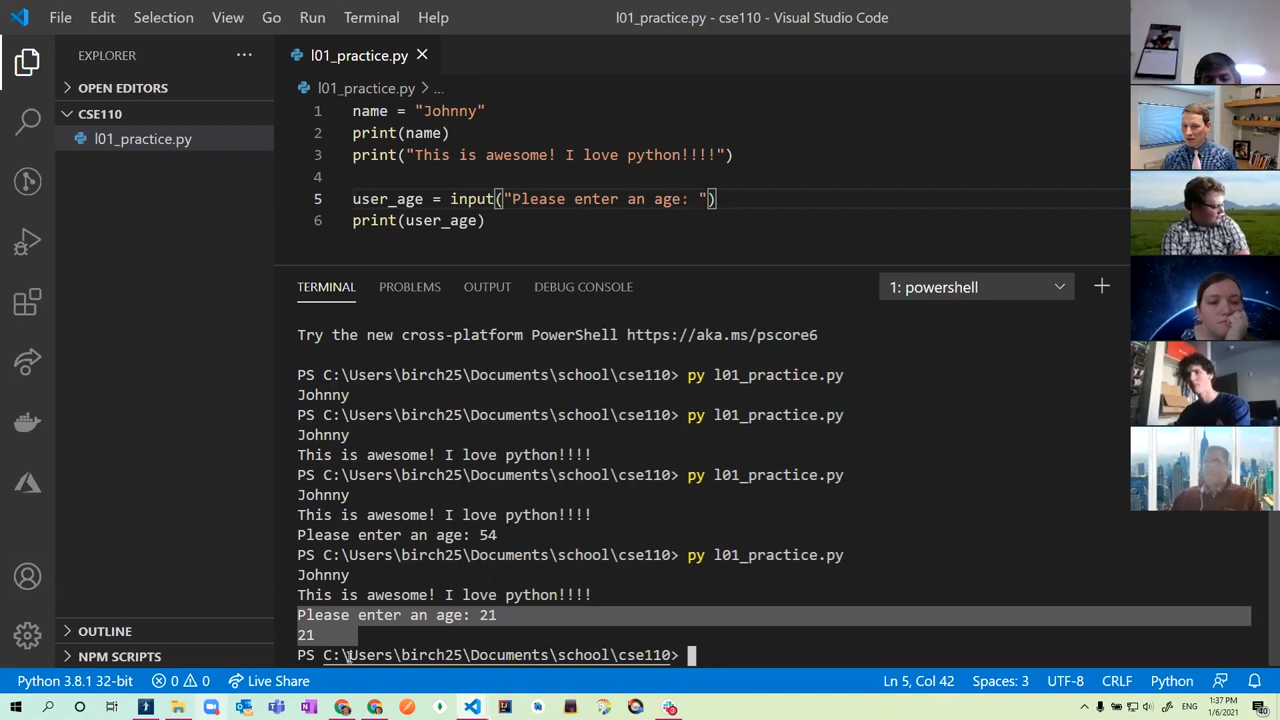 File Edit Selection View Go Run Terminal Help l01_practice.py - cse110 - Visual Studio Code
EXPLORER ···
l01_practice.py
OPEN EDITORS
l01_practice.py > ...
CSE110
l01_practice.py
1 name = "Johnny"
2 print(name)
3 print("This is awesome! I love python!!!!")
4
5 user_age = input("Please enter an age: ")
6 print(user_age)
TERMINAL PROBLEMS OUTPUT DEBUG CONSOLE 1: powershell
Try the new cross-platform PowerShell https://aka.ms/pscore6
PS C:\Users\birch25\Documents\school\cse110> py l01_practice.py
Johnny
PS C:\Users\birch25\Documents\school\cse110> py l01_practice.py
Johnny
This is awesome! I love python!!!!
PS C:\Users\birch25\Documents\school\cse110> py l01_practice.py
Johnny
This is awesome! I love python!!!!
Please enter an age: 54
PS C:\Users\birch25\Documents\school\cse110> py l01_practice.py
Johnny
This is awesome! I love python!!!!
Please enter an age: 21
21
PS C:\Users\birch25\Documents\school\cse110>
OUTLINE
NPM SCRIPTS
Python 3.8.1 32-bit 0 0 Live Share Ln 5, Col 42 Spaces: 3 UTF-8 CRLF Python
ENG 1:37 PM
1/6/2021 40